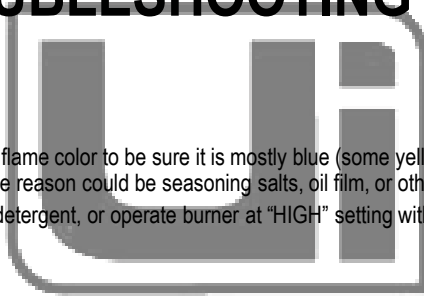 UBLESHOOTING
flame color to be sure it is mostly blue (some yell
e reason could be seasoning salts, oil film, or oth
detergent, or operate burner at “HIGH” setting wit
Ui